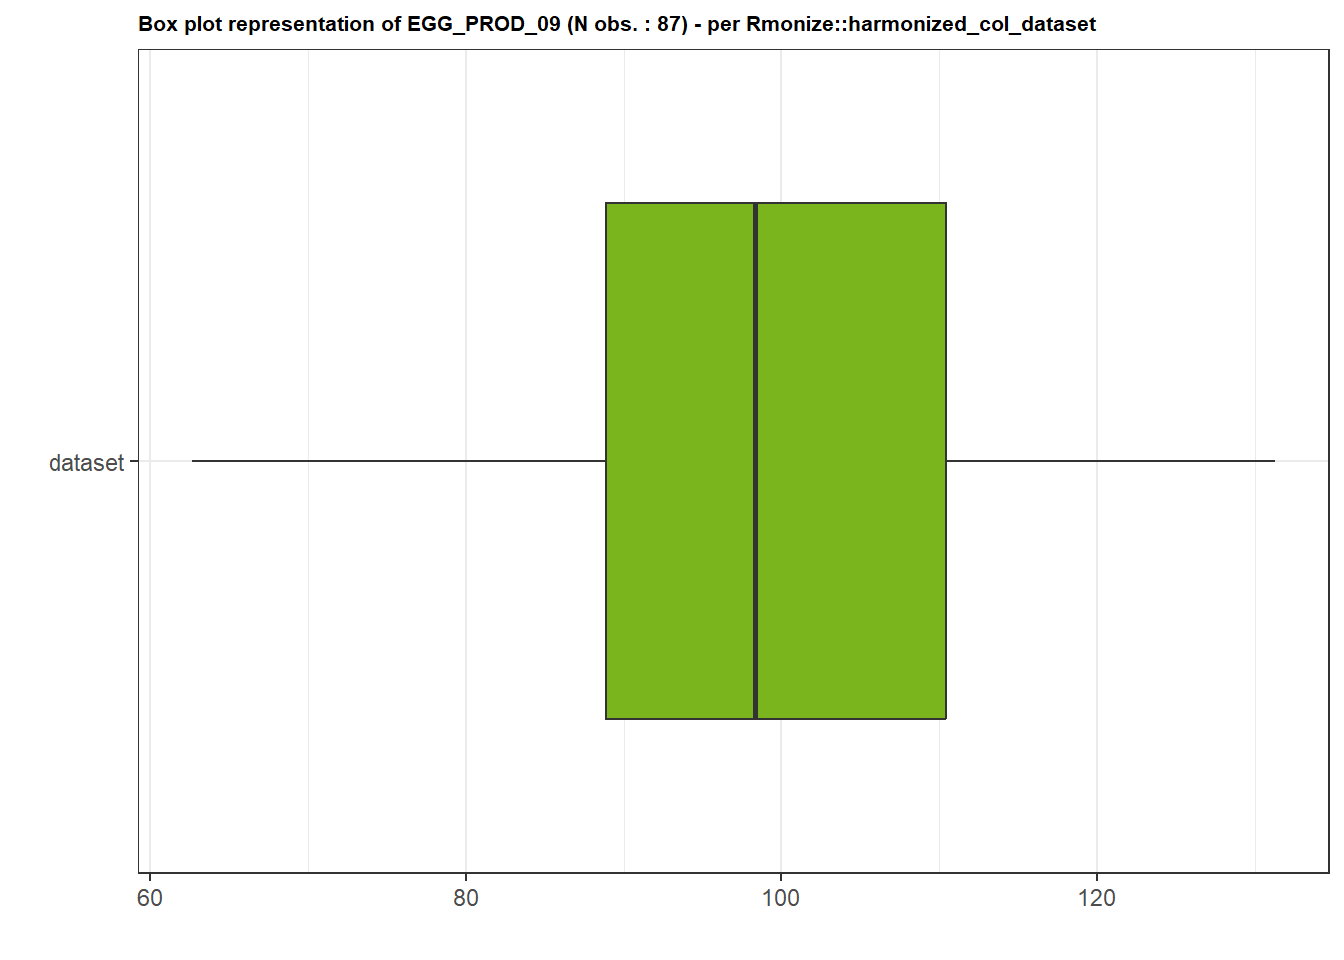 Box plot representation of EGG_PROD_09 (N obs. : 87) - per Rmonize::harmonized_col_dataset
dataset
60 80 100 120